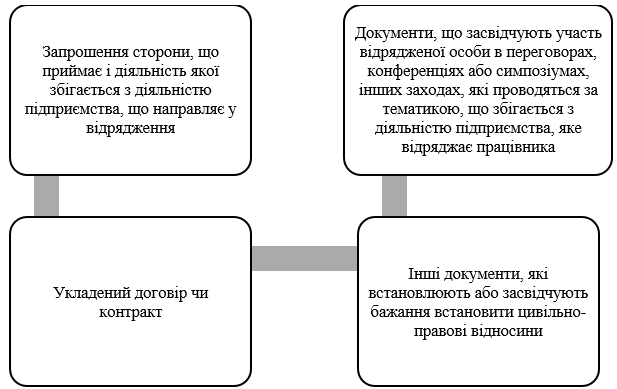 Запрошення сторони, що
приймає і діяльність якої
збігається з діяльністю
підприємства, що направляє у
відрядження
Документи, що засвідчують участь
відрядженої особи в переговорах,
конференціях або симпозіумах,
інших заходах, які проводяться за
тематикою, що збігається з
діяльністю підприємства, яке
відряджає працівника
Укладений договір чи
контракт
Інші документи, які
встановлюють або засвідчують
бажання встановити цивільно-
правові відносини